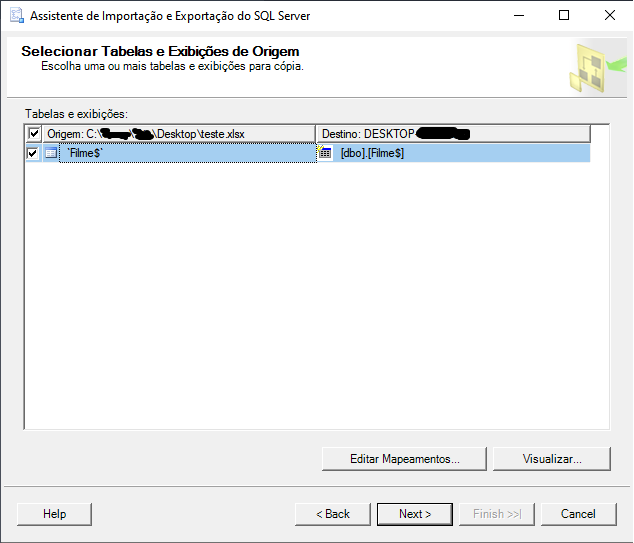 Assistente de Importação e Exportação do SQL Server
Selecionar Tabelas e Exibições de Origem
Escolha uma ou mais tabelas e exibições para cópia.
Tabelas e exibições:
Origem: C:\ \ \Desktop\teste.xlsx Destino: DESKTOP
`Filme$` [dbo].[Filme$]
Editar Mapeamentos... Visualizar...
Help < Back Next > Finish >>| Cancel